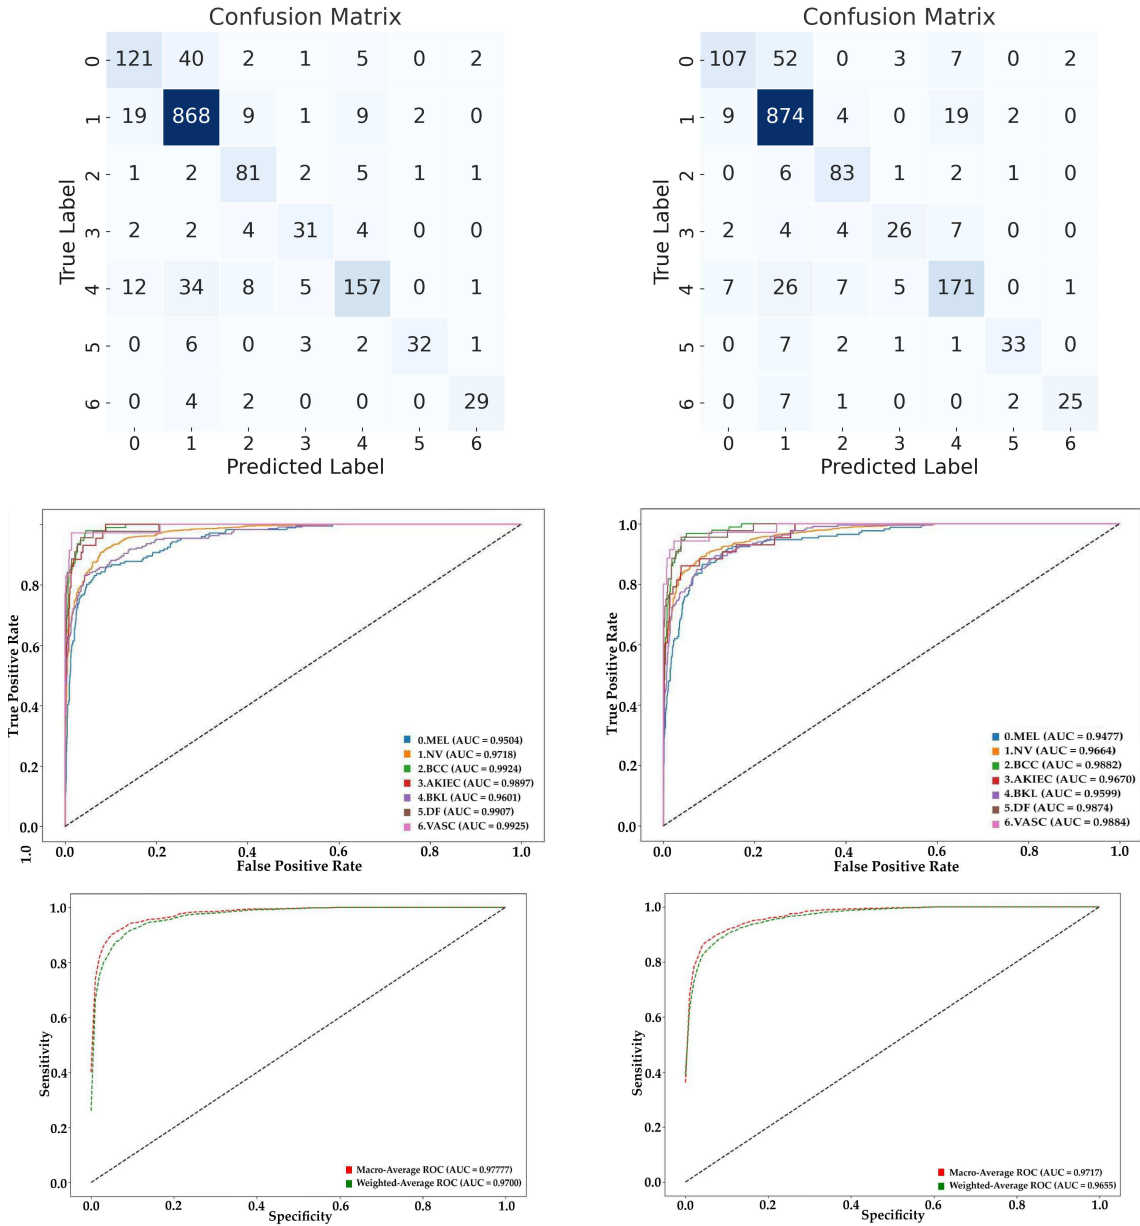 Confusion Matrix
True Label
0 121 40 2 1 5 0 2
1 19 868 9 1 9 2 0
2 1 2 81 2 5 1 1
3 2 2 4 31 4 0 0
4 12 34 8 5 157 0 1
5 0 6 0 3 2 32 1
6 0 4 2 0 0 0 29
0 1 2 3 4 5 6
Predicted Label
Confusion Matrix
True Label
0 107 52 0 3 7 0 2
1 9 874 4 0 19 2 0
2 0 6 83 1 2 1 0
3 2 4 4 26 7 0 0
4 7 26 7 5 171 0 1
5 0 7 2 1 1 33 0
6 0 7 1 0 0 2 25
0 1 2 3 4 5 6
Predicted Label
True Positive Rate
0.8
0.6
0.4
0.2
0.0
1.0
0.MEL (AUC = 0.9504)
1.NV (AUC = 0.9718)
2.BCC (AUC = 0.9924)
3.AKIEC (AUC = 0.9897)
4.BKL (AUC = 0.9601)
5.DF (AUC = 0.9907)
6.VASC (AUC = 0.9925)
0.0 0.2 0.4 0.6 0.8 1.0
False Positive Rate
True Positive Rate
1.0
0.8
0.6
0.4
0.2
0.0
0.MEL (AUC = 0.9477)
1.NV (AUC = 0.9664)
2.BCC (AUC = 0.9882)
3.AKIEC (AUC = 0.9670)
4.BKL (AUC = 0.9599)
5.DF (AUC = 0.9874)
6.VASC (AUC = 0.9884)
0.0 0.2 0.4 0.6 0.8 1.0
False Positive Rate
Sensitivity
1.0
0.8
0.6
0.4
0.2
0.0
Macro-Average ROC (AUC = 0.97777)
Weighted-Average ROC (AUC = 0.9700)
0.0 0.2 0.4 0.6 0.8 1.0
Specificity
Sensitivity
1.0
0.8
0.6
0.4
0.2
0.0
Macro-Average ROC (AUC = 0.9717)
Weighted-Average ROC (AUC = 0.9655)
0.0 0.2 0.4 0.6 0.8 1.0
Specificity